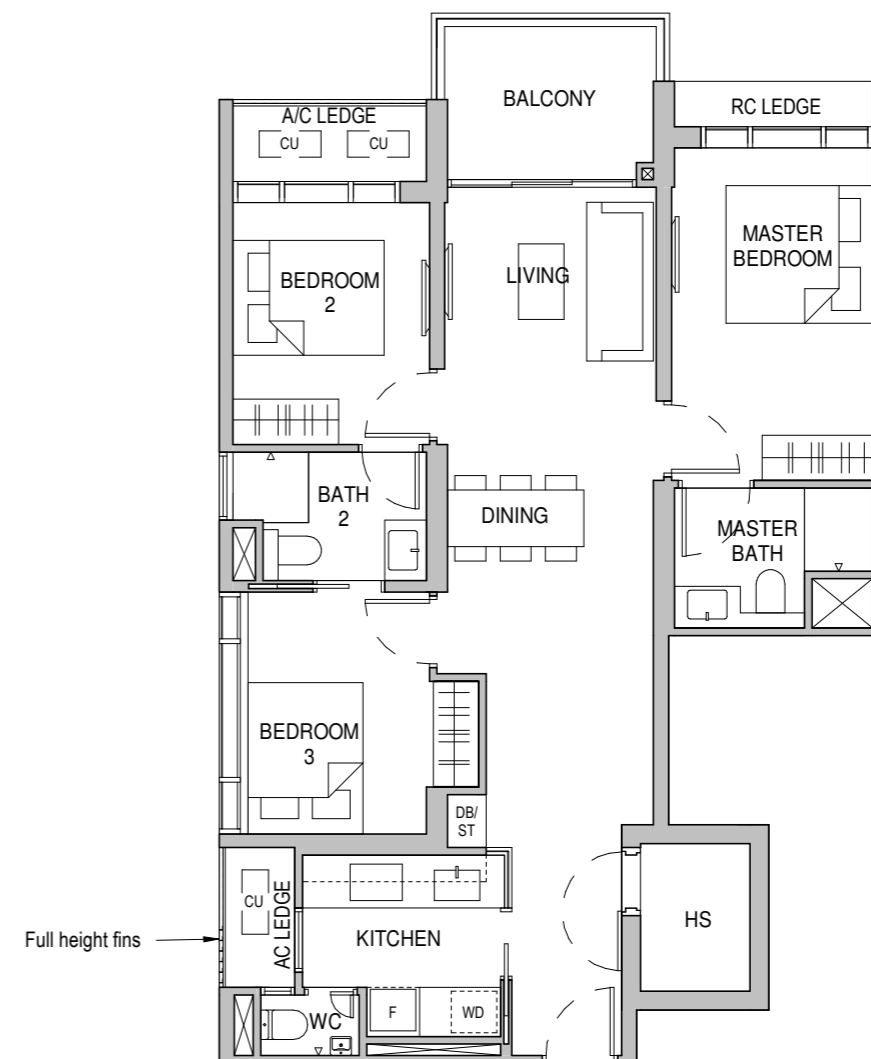 BALCONY
RC LEDGE
A/C LEDGE
CU
CU
MASTER
BEDROOM
BEDROOM
2
LIVING
BATH
2
DINING
MASTER
BATH
BEDROOM
3
DB/
ST
CU
AC LEDGE
KITCHEN
HS
Full height fins
F
WD
WC